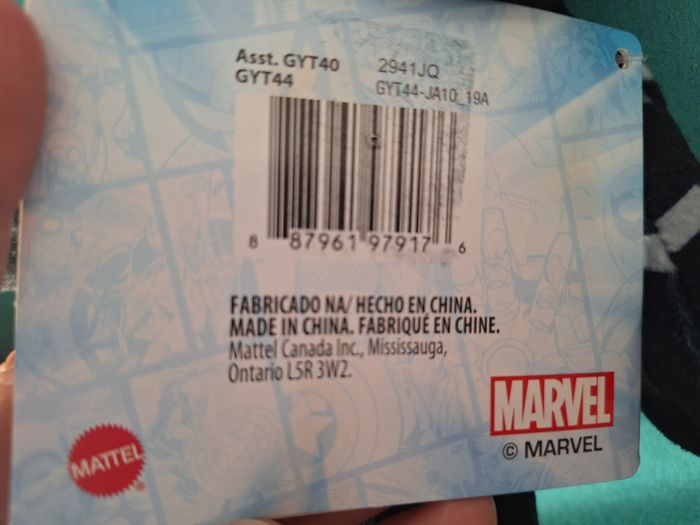 Asst. GYT40 2941JQ
GYT44 GYT44-JA10_19A
8 87961 97917 6
FABRICADO NA/ HECHO EN CHINA.
MADE IN CHINA. FABRIQUÉ EN CHINE.
Mattel Canada Inc., Mississauga,
Ontario L5R 3W2.
MARVEL
© MARVEL
MATTEL
®